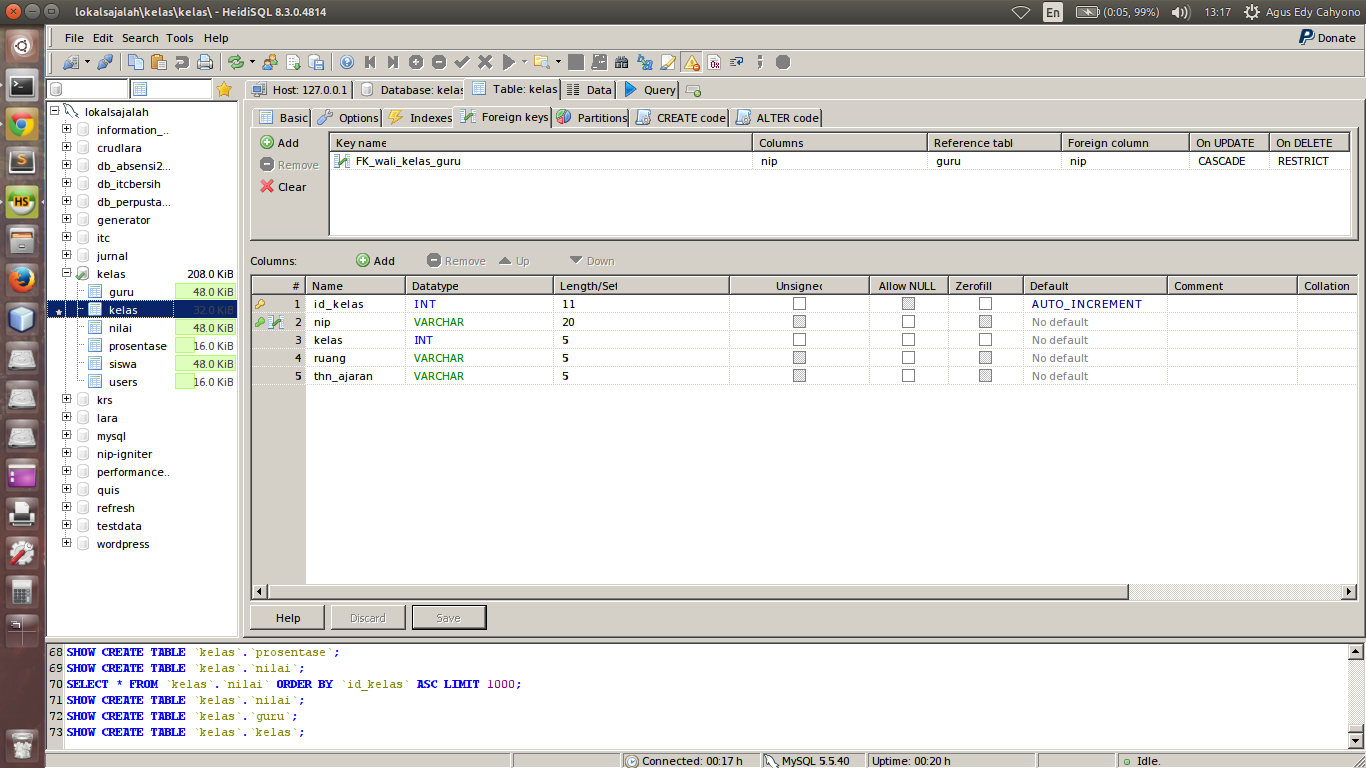 lokalsajalah\kelas\kelas\ - HeidiSQL 8.3.0.4814
En (0:05, 99%) 13:17 Agus Edy Cahyono
File Edit Search Tools Help
Donate
Host: 127.0.0.1 Database: kelas Table: kelas Data Query
lokalsajalah
information_..
crudlara
db_absensi2...
db_itcbersih
db_perpusta...
generator
itc
jurnal
kelas 208.0 KiB
guru 48.0 KiB
kelas 32.0 KiB
nilai 48.0 KiB
prosentase 16.0 KiB
siswa 48.0 KiB
users 16.0 KiB
krs
lara
mysql
nip-igniter
performance..
quis
refresh
testdata
wordpress
Basic Options Indexes Foreign keys Partitions CREATE code ALTER code
Add
Remove
Clear
Key name Columns Reference tabl Foreign column On UPDATE On DELETE
FK_wali_kelas_guru nip guru nip CASCADE RESTRICT
Columns: Add Remove Up Down
# Name Datatype Length/Set Unsignec Allow NULL Zerofill Default Comment Collation
1 id_kelas INT 11 AUTO_INCREMENT
2 nip VARCHAR 20 No default
3 kelas INT 5 No default
4 ruang VARCHAR 5 No default
5 thn_ajaran VARCHAR 5 No default
Help Discard Save
68 SHOW CREATE TABLE `kelas`.`prosentase`;
69 SHOW CREATE TABLE `kelas`.`nilai`;
70 SELECT * FROM `kelas`.`nilai` ORDER BY `id_kelas` ASC LIMIT 1000;
71 SHOW CREATE TABLE `kelas`.`nilai`;
72 SHOW CREATE TABLE `kelas`.`guru`;
73 SHOW CREATE TABLE `kelas`.`kelas`;
Connected: 00:17 h MySQL 5.5.40 Uptime: 00:20 h Idle.